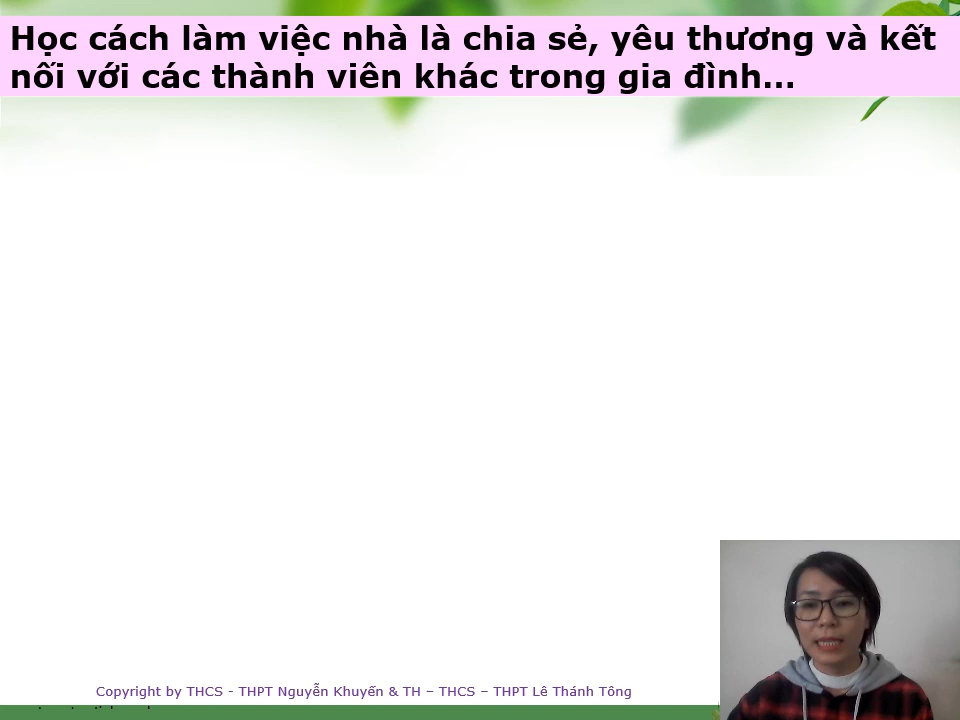 Học cách làm việc nhà là chia sẻ, yêu thương và kết
nối với các thành viên khác trong gia đình...
Copyright by THCS - THPT Nguyễn Khuyến & TH – THCS – THPT Lê Thánh Tông